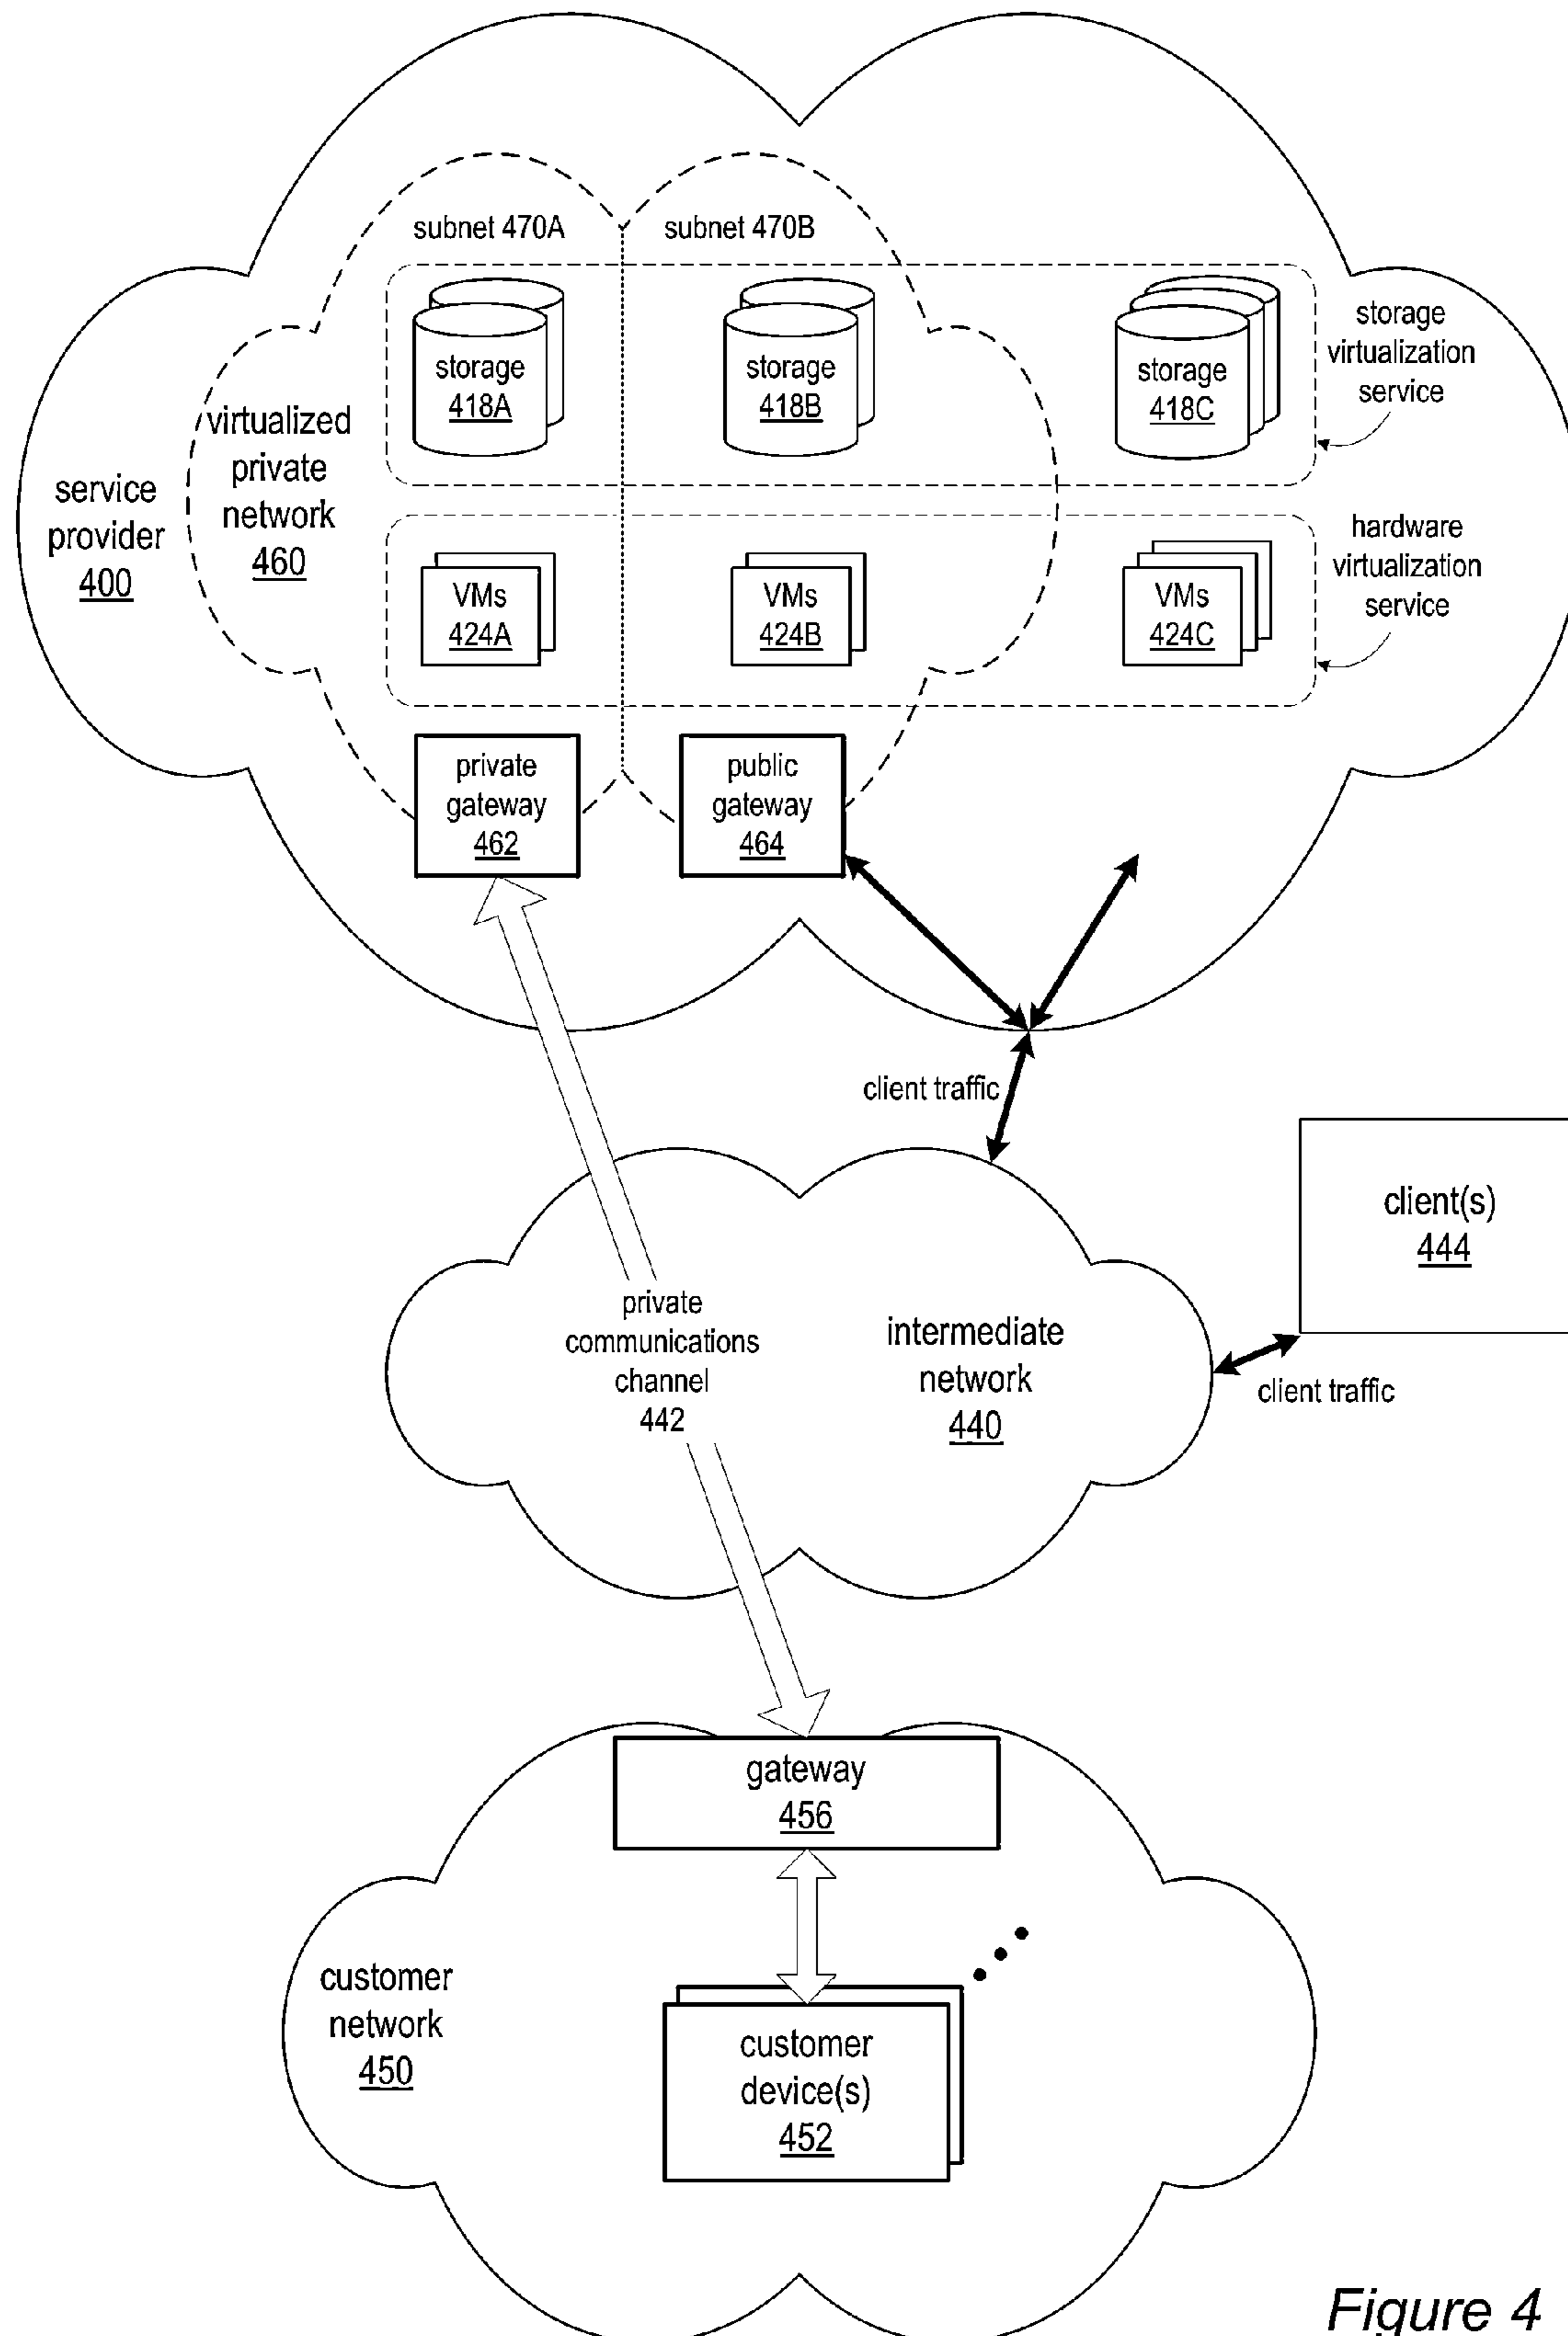 subnet 470A
subnet 470B
storage
418A
storage
418B
storage
418C
storage
virtualization
service
virtualized
private
network
460
service
provider
400
VMs
424A
VMs
424B
VMs
424C
hardware
virtualization
service
private
gateway
462
public
gateway
464
client traffic
client(s)
444
private
communications
channel
442
intermediate
network
440
client traffic
gateway
456
customer
network
450
customer
device(s)
452
Figure 4